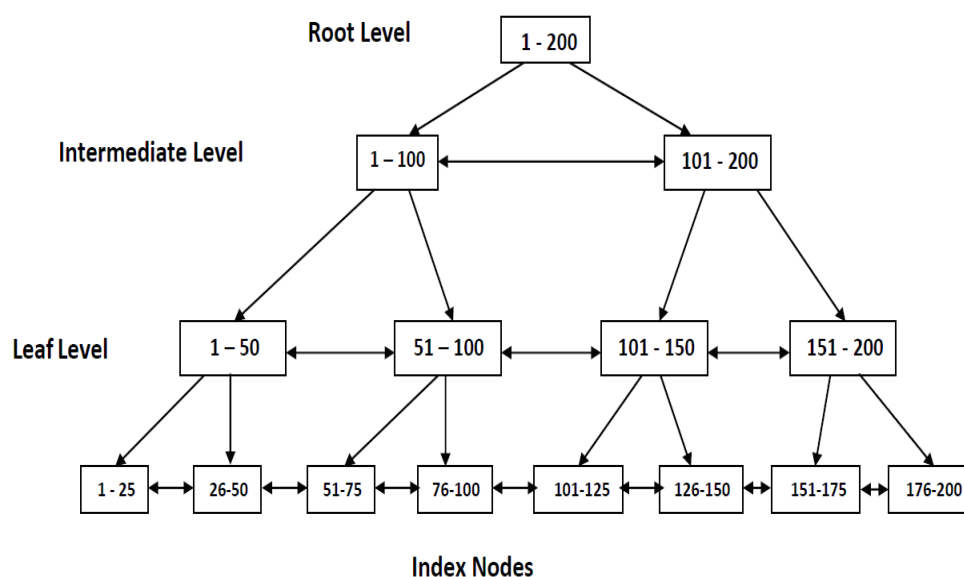 Root Level
1 - 200
Intermediate Level
1 – 100
101 - 200
Leaf Level
1 – 50
51 – 100
101 - 150
151 - 200
1 - 25
26-50
51-75
76-100
101-125
126-150
151-175
176-200
Index Nodes